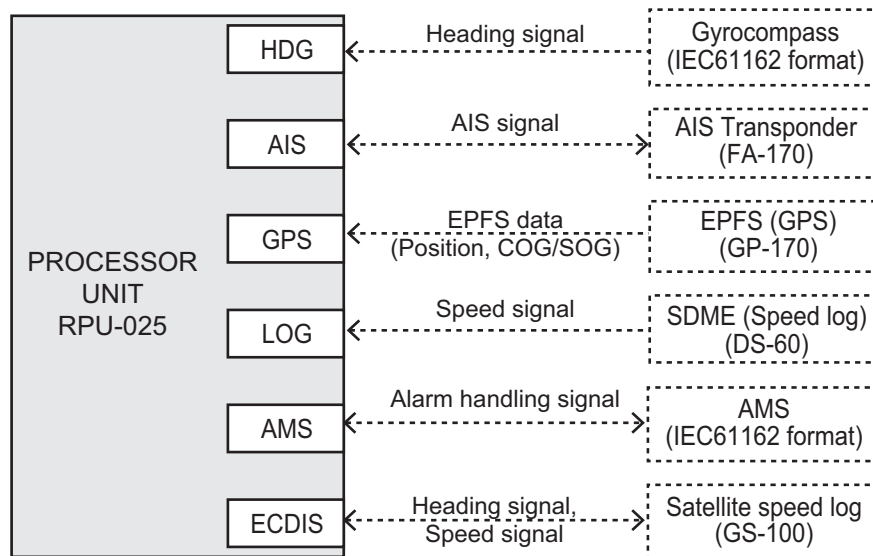 HDG
Heading signal
Gyrocompass
(IEC61162 format)
AIS
AIS signal
AIS Transponder
(FA-170)
GPS
EPFS data
(Position, COG/SOG)
EPFS (GPS)
(GP-170)
PROCESSOR
UNIT
RPU-025
LOG
Speed signal
SDME (Speed log)
(DS-60)
AMS
Alarm handling signal
AMS
(IEC61162 format)
ECDIS
Heading signal,
Speed signal
Satellite speed log
(GS-100)